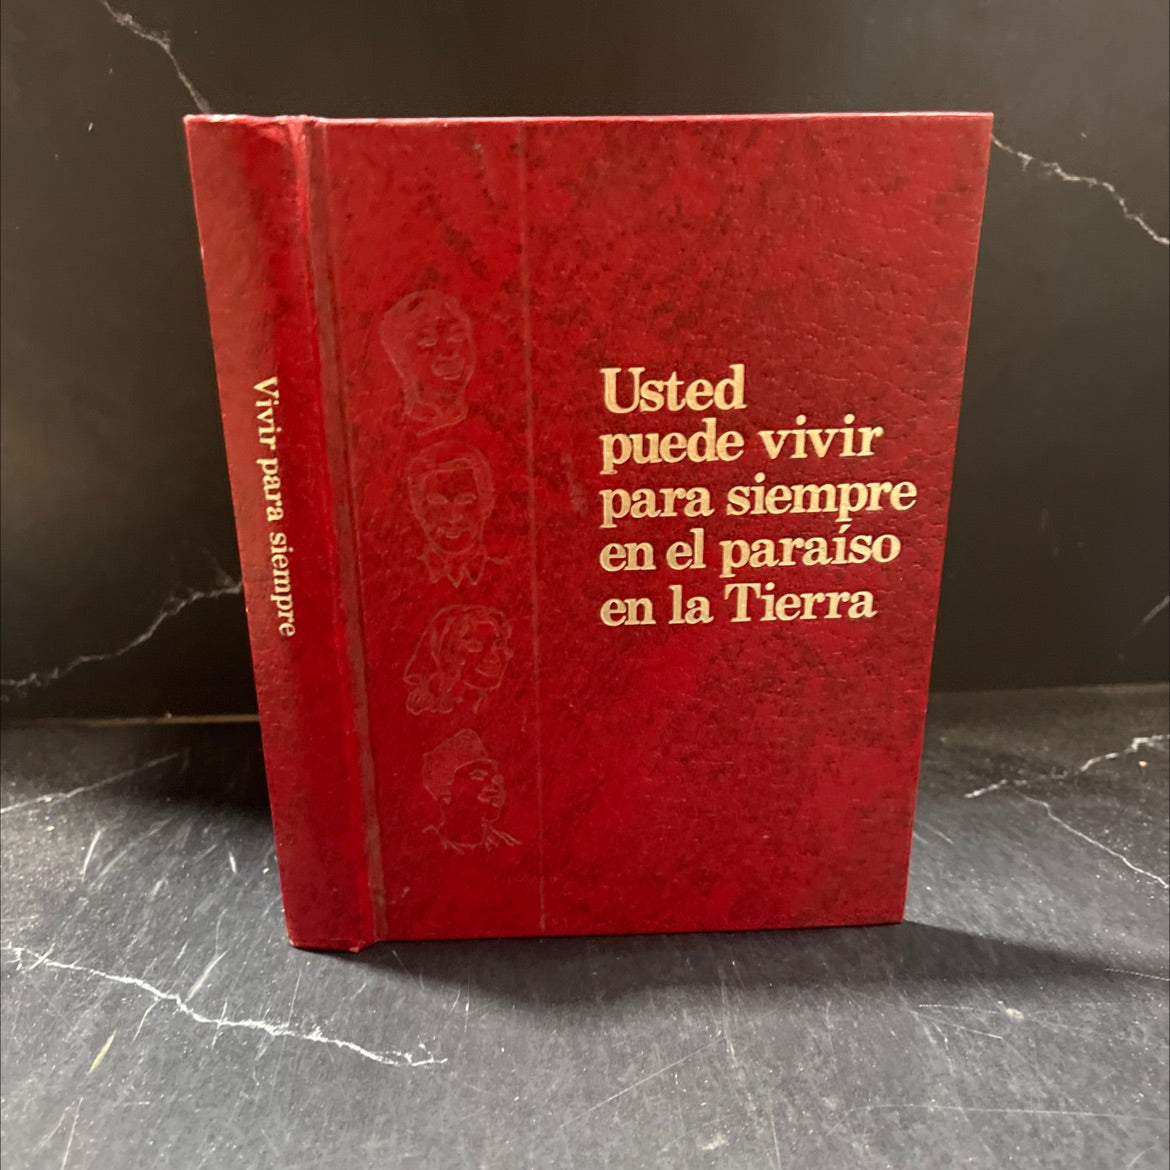 Vivir para siempre
Usted
puede vivir
para siempre
en el paraíso
en la Tierra